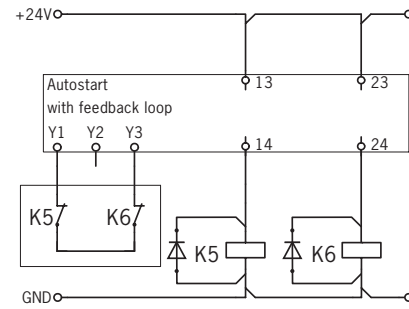 +24V
Autostart
13
23
with feedback loop
Y1 Y2 Y3
14
24
K5 K6
K5 K6
GND